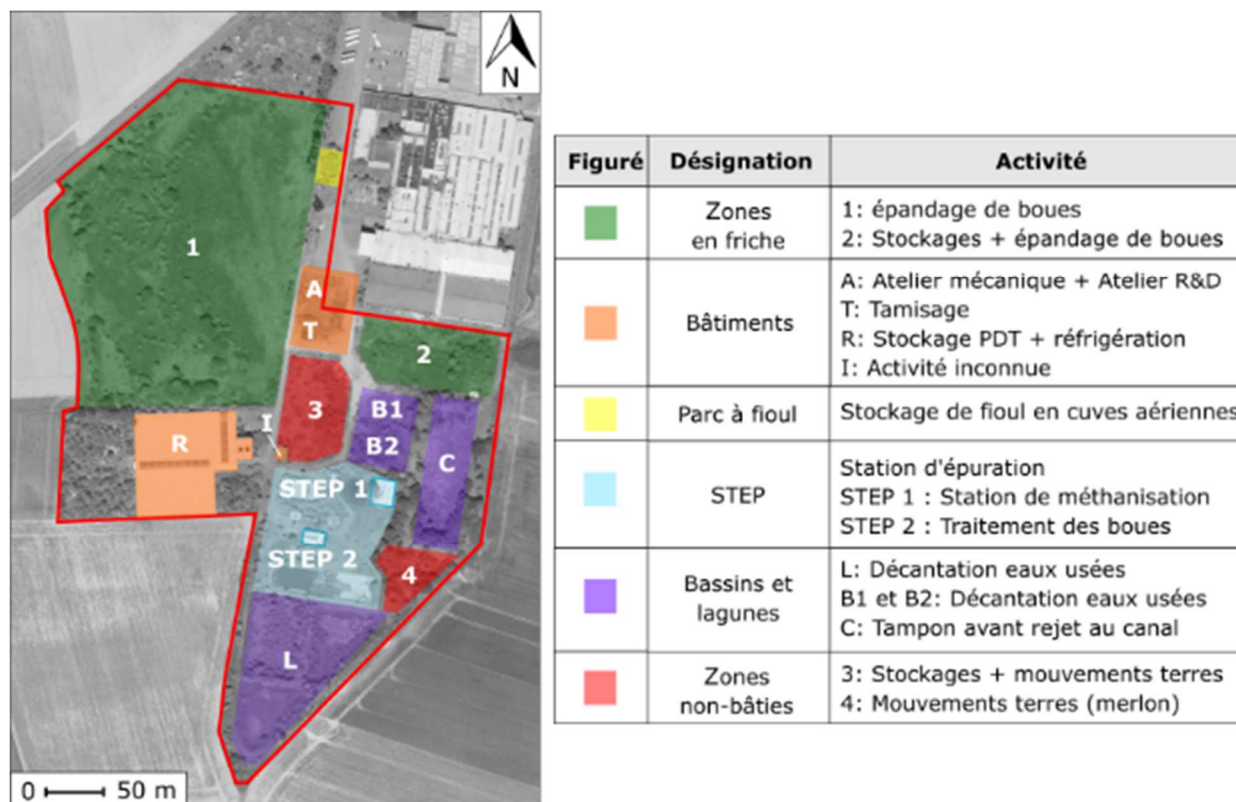 N
1
A
T
2
3
B1
B2
I
R
C
STEP 1
STEP 2
4
L
0 50 m
Figuré Désignation Activité
Zones
en friche
1: épandage de boues
2: Stockages + épandage de boues
Bâtiments
A: Atelier mécanique + Atelier R&D
T: Tamisage
R: Stockage PDT + réfrigération
I: Activité inconnue
Parc à fioul
Stockage de fioul en cuves aériennes
STEP
Station d'épuration
STEP 1 : Station de méthanisation
STEP 2 : Traitement des boues
Bassins et
lagunes
L: Décantation eaux usées
B1 et B2: Décantation eaux usées
C: Tampon avant rejet au canal
Zones
non-bâties
3: Stockages + mouvements terres
4: Mouvements terres (merlon)